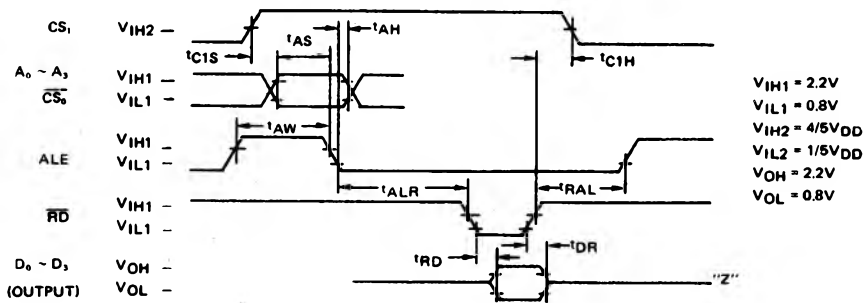 CS₁ VIH2
tC1S tAS tAH tC1H
A₀ ~ A₃ VIH1
CS₀ VIL1
tAW
ALE VIH1
VIL1
tALR tRAL
RD VIH1
VIL1
tRD tDR
D₀ ~ D₃ VOH
(OUTPUT) VOL
"Z"
VIH1 = 2.2V
VIL1 = 0.8V
VIH2 = 4/5VDD
VIL2 = 1/5VDD
VOH = 2.2V
VOL = 0.8V